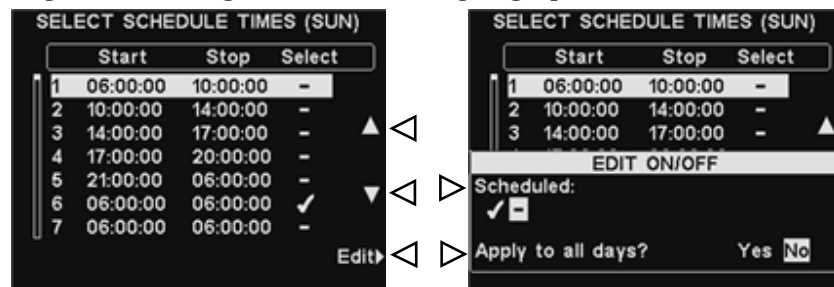 SELECT SCHEDULE TIMES (SUN)
Start Stop Select
1 06:00:00 10:00:00 -
2 10:00:00 14:00:00 -
3 14:00:00 17:00:00 -
4 17:00:00 20:00:00 -
5 21:00:00 06:00:00 -
6 06:00:00 06:00:00 ✓
7 06:00:00 06:00:00 -
Edit
SELECT SCHEDULE TIMES (SUN)
Start Stop Select
1 06:00:00 10:00:00 -
2 10:00:00 14:00:00 -
3 14:00:00 17:00:00 -
EDIT ON/OFF
Scheduled:
✓ -
Apply to all days? Yes No